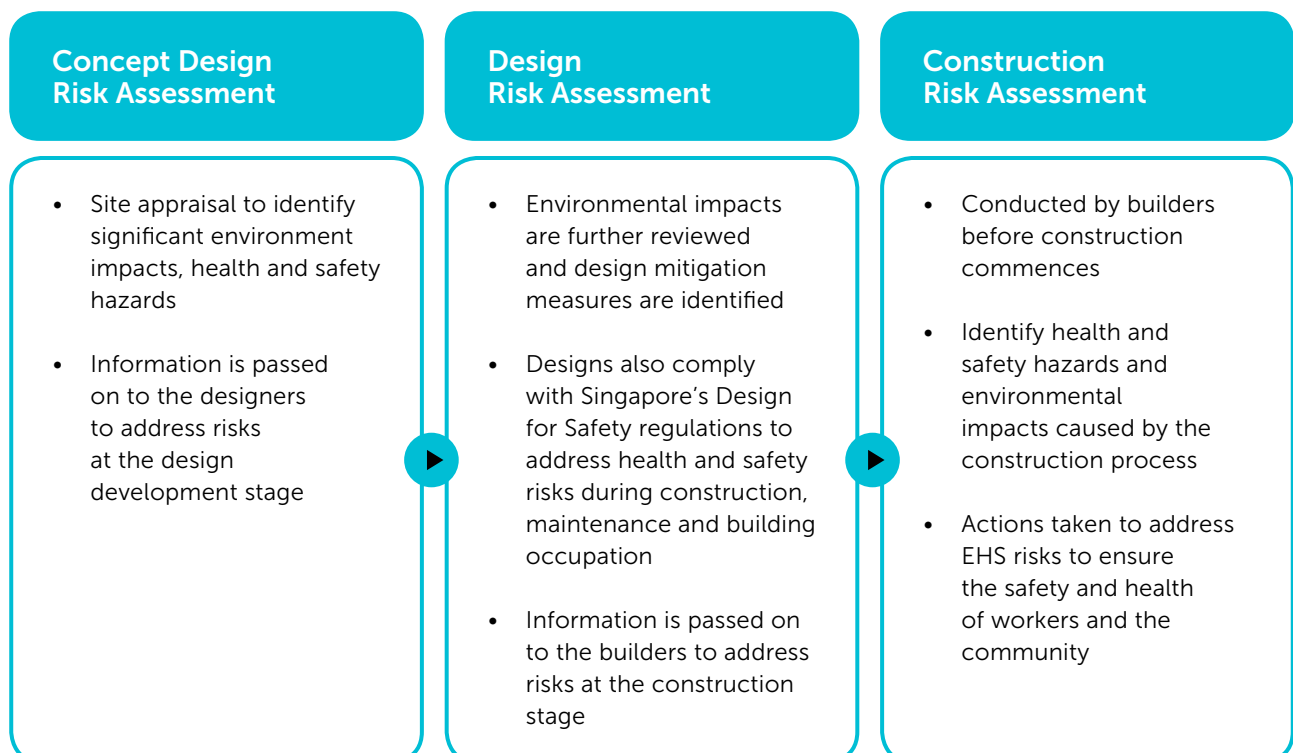 Concept Design
Risk Assessment
• Site appraisal to identify
significant environment
impacts, health and safety
hazards
• Information is passed
on to the designers
to address risks
at the design
development stage
Design
Risk Assessment
• Environmental impacts
are further reviewed
and design mitigation
measures are identified
• Designs also comply
with Singapore’s Design
for Safety regulations to
address health and safety
risks during construction,
maintenance and building
occupation
• Information is passed on
to the builders to address
risks at the construction
stage
Construction
Risk Assessment
• Conducted by builders
before construction
commences
• Identify health and
safety hazards and
environmental
impacts caused by the
construction process
• Actions taken to address
EHS risks to ensure
the safety and health
of workers and the
community